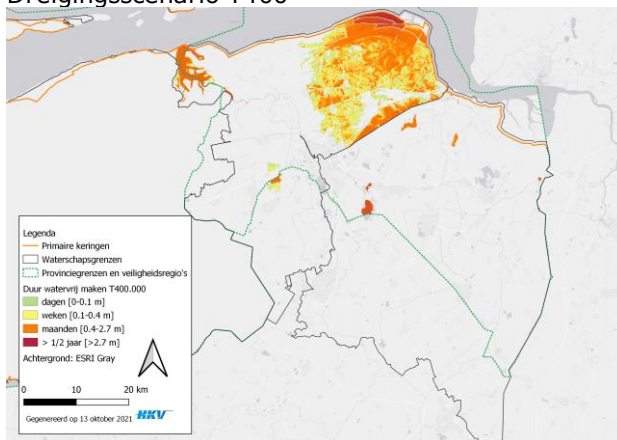 Dreigingsscenario T400
Legenda
Primaire keringen
Waterschapsgrenzen
Provinciegrenzen en veiligheidsregio's
Duur watervrij maken T400.000
dagen [0-0.1 m]
weken [0.1-0.4 m]
maanden [0.4-2.7 m]
> 1/2 jaar [>2.7 m]
Achtergrond: ESRI Gray
0 10 20 km
Gegenereerd op 13 oktober 2021 HKV